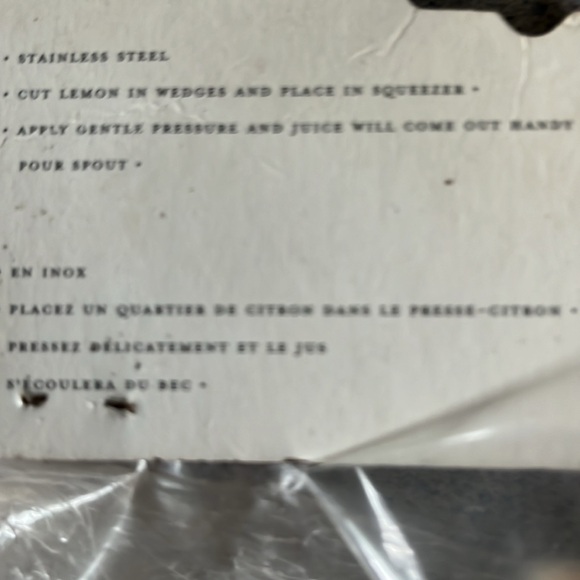 • STAINLESS STEEL
• CUT LEMON IN WEDGES AND PLACE IN SQUEEZER •
• APPLY GENTLE PRESSURE AND JUICE WILL COME OUT HANDY
POUR SPOUT •
• EN INOX
PLACEZ UN QUARTIER DE CITRON DANS LE PRESSE-CITRON •
PRESSEZ DÉLICATEMENT ET LE JUS
S'ÉCOULERA DU BEC •